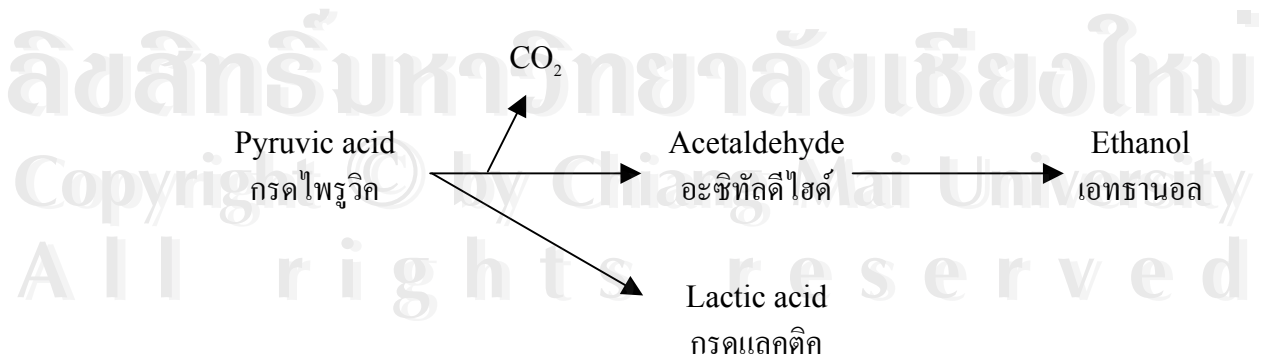 ลิขสิทธิ์มหาวิทยาลัยเชียงใหม่
CO₂
Pyruvic acid
กรดไพรูวิค
Acetaldehyde
อะซิทัลดีไฮด์
Ethanol
เอทธานอล
Copyright © by Chiang Mai University
All rights reserved
Lactic acid
กรดแลคติค